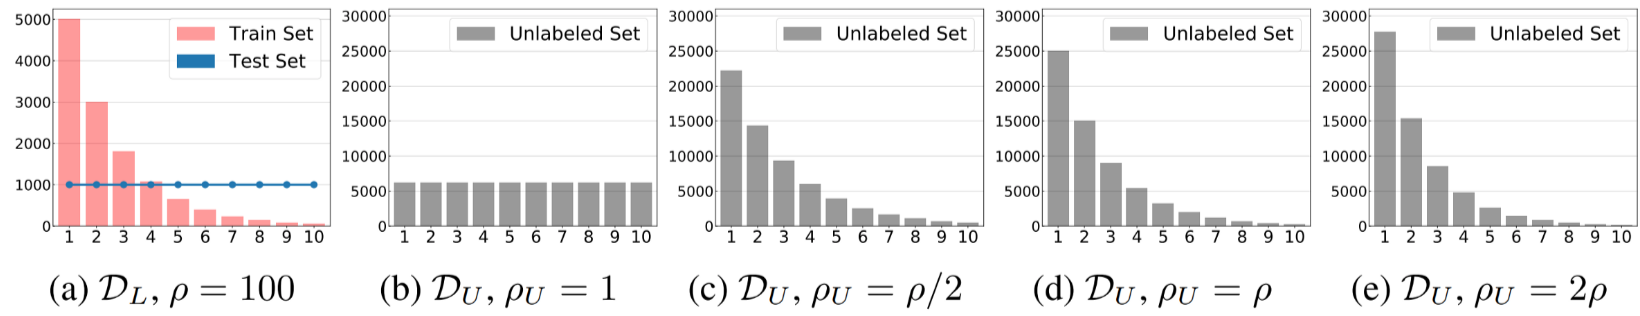 5000
4000
3000
2000
1000
0
1 2 3 4 5 6 7 8 9 10
Train Set
Test Set
(a) 𝒟_L, ρ = 100
30000
25000
20000
15000
10000
5000
0
1 2 3 4 5 6 7 8 9 10
Unlabeled Set
(b) 𝒟_U, ρ_U = 1
30000
25000
20000
15000
10000
5000
0
1 2 3 4 5 6 7 8 9 10
Unlabeled Set
(c) 𝒟_U, ρ_U = ρ/2
30000
25000
20000
15000
10000
5000
0
1 2 3 4 5 6 7 8 9 10
Unlabeled Set
(d) 𝒟_U, ρ_U = ρ
30000
25000
20000
15000
10000
5000
0
1 2 3 4 5 6 7 8 9 10
Unlabeled Set
(e) 𝒟_U, ρ_U = 2ρ